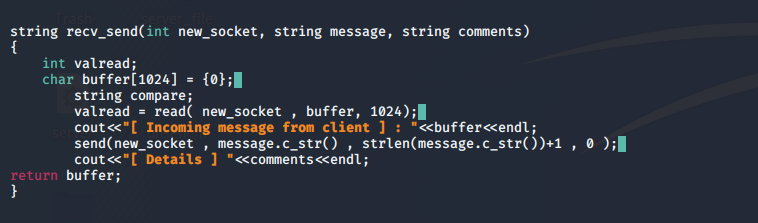 string recv_send(int new_socket, string message, string comments)
{
    int valread;
    char buffer[1024] = {0};
        string compare;
        valread = read( new_socket , buffer, 1024);
        cout<<"[ Incoming message from client ] : "<<buffer<<endl;
        send(new_socket , message.c_str() , strlen(message.c_str())+1 , 0 );
        cout<<"[ Details ] "<<comments<<endl;
return buffer;
}